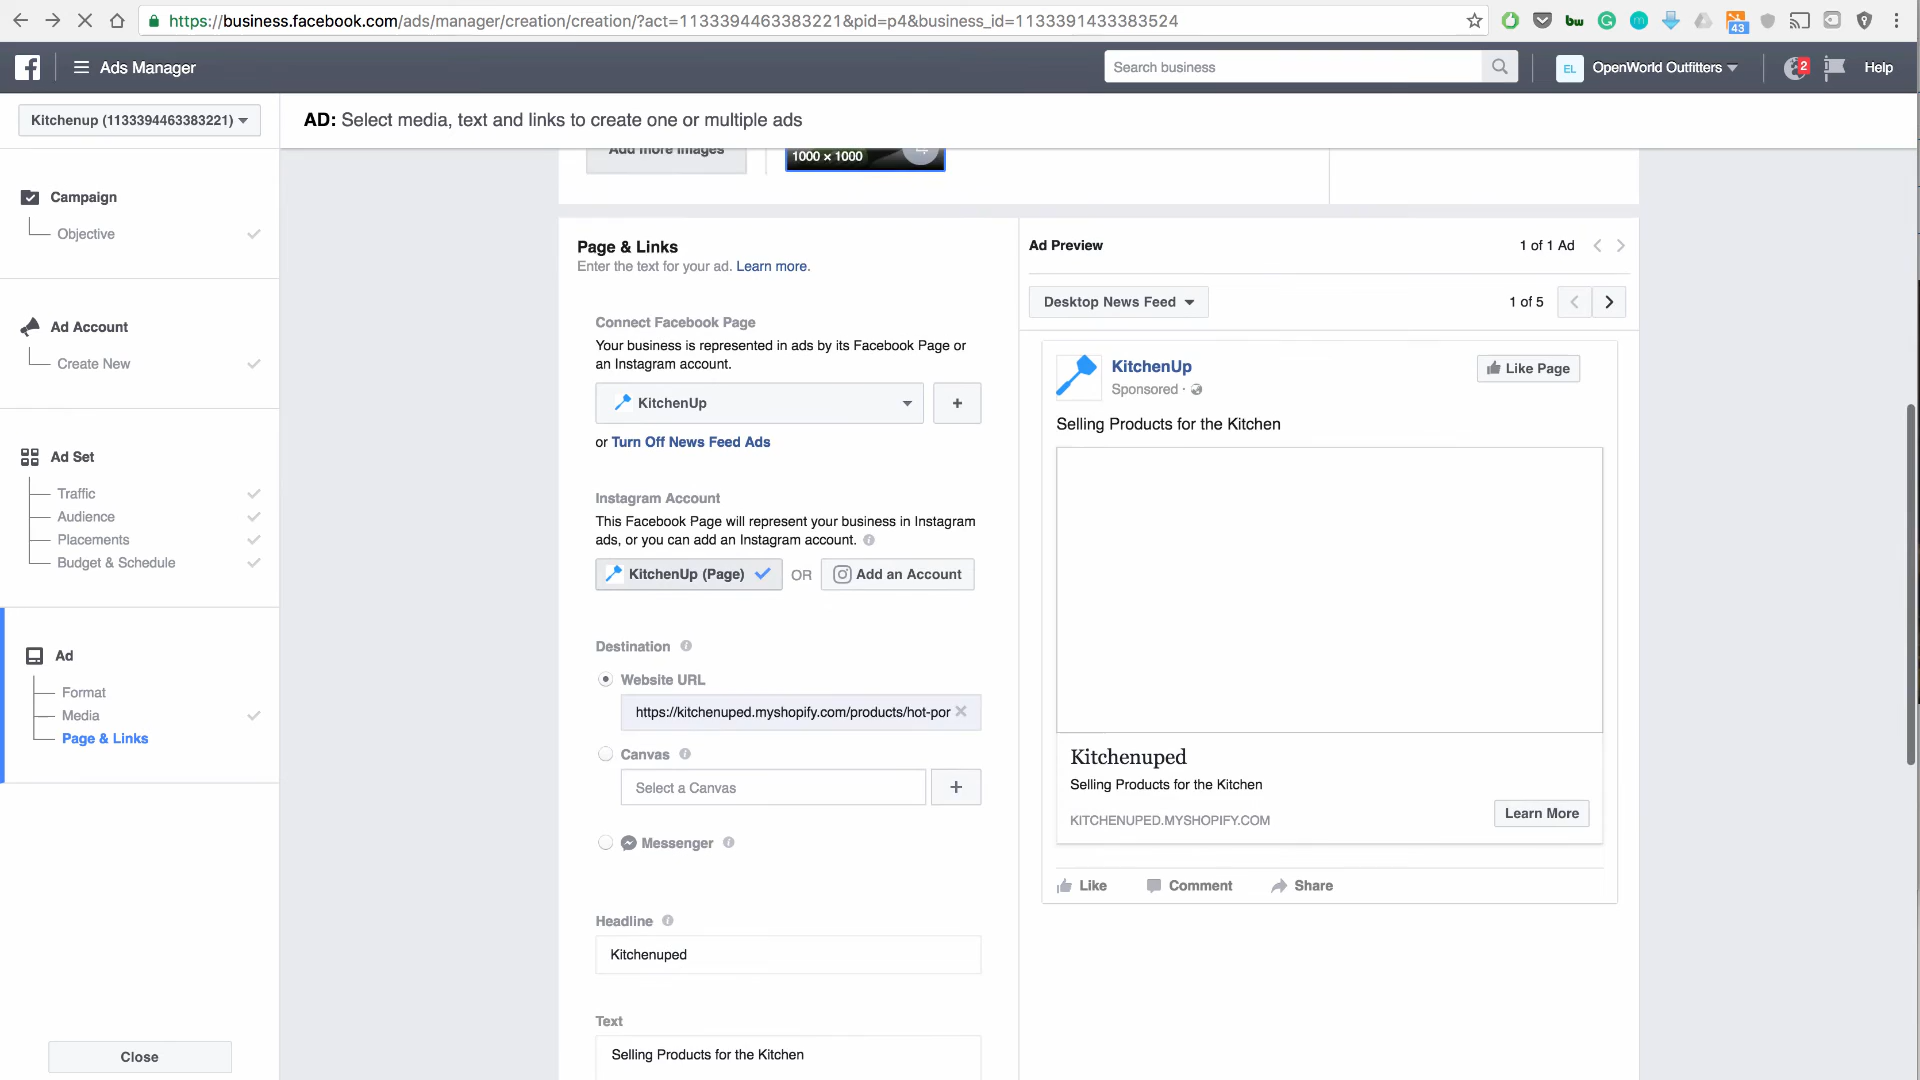 https://business.facebook.com/ads/manager/creation/creation/?act=1133394463383221&pid=p4&business_id=1133391433383524
bw
43
Ads Manager
Search business
EL
OpenWorld Outfitters
2
Help
Kitchenup (1133394463383221)
AD: Select media, text and links to create one or multiple ads
Campaign
Objective
Ad Account
Create New
Ad Set
Traffic
Audience
Placements
Budget & Schedule
Ad
Format
Media
Page & Links
Close
Add more images
1000 × 1000
Page & Links
Enter the text for your ad. Learn more.
Connect Facebook Page
Your business is represented in ads by its Facebook Page or
an Instagram account.
KitchenUp
+
or Turn Off News Feed Ads
Instagram Account
This Facebook Page will represent your business in Instagram
ads, or you can add an Instagram account.
KitchenUp (Page)
OR
Add an Account
Destination
Website URL
https://kitchenuped.myshopify.com/products/hot-por
Canvas
Select a Canvas
+
Messenger
Headline
Kitchenuped
Text
Selling Products for the Kitchen
Ad Preview
1 of 1 Ad
Desktop News Feed
1 of 5
KitchenUp
Sponsored ·
Like Page
Selling Products for the Kitchen
Kitchenuped
Selling Products for the Kitchen
KITCHENUPED.MYSHOPIFY.COM
Learn More
Like
Comment
Share